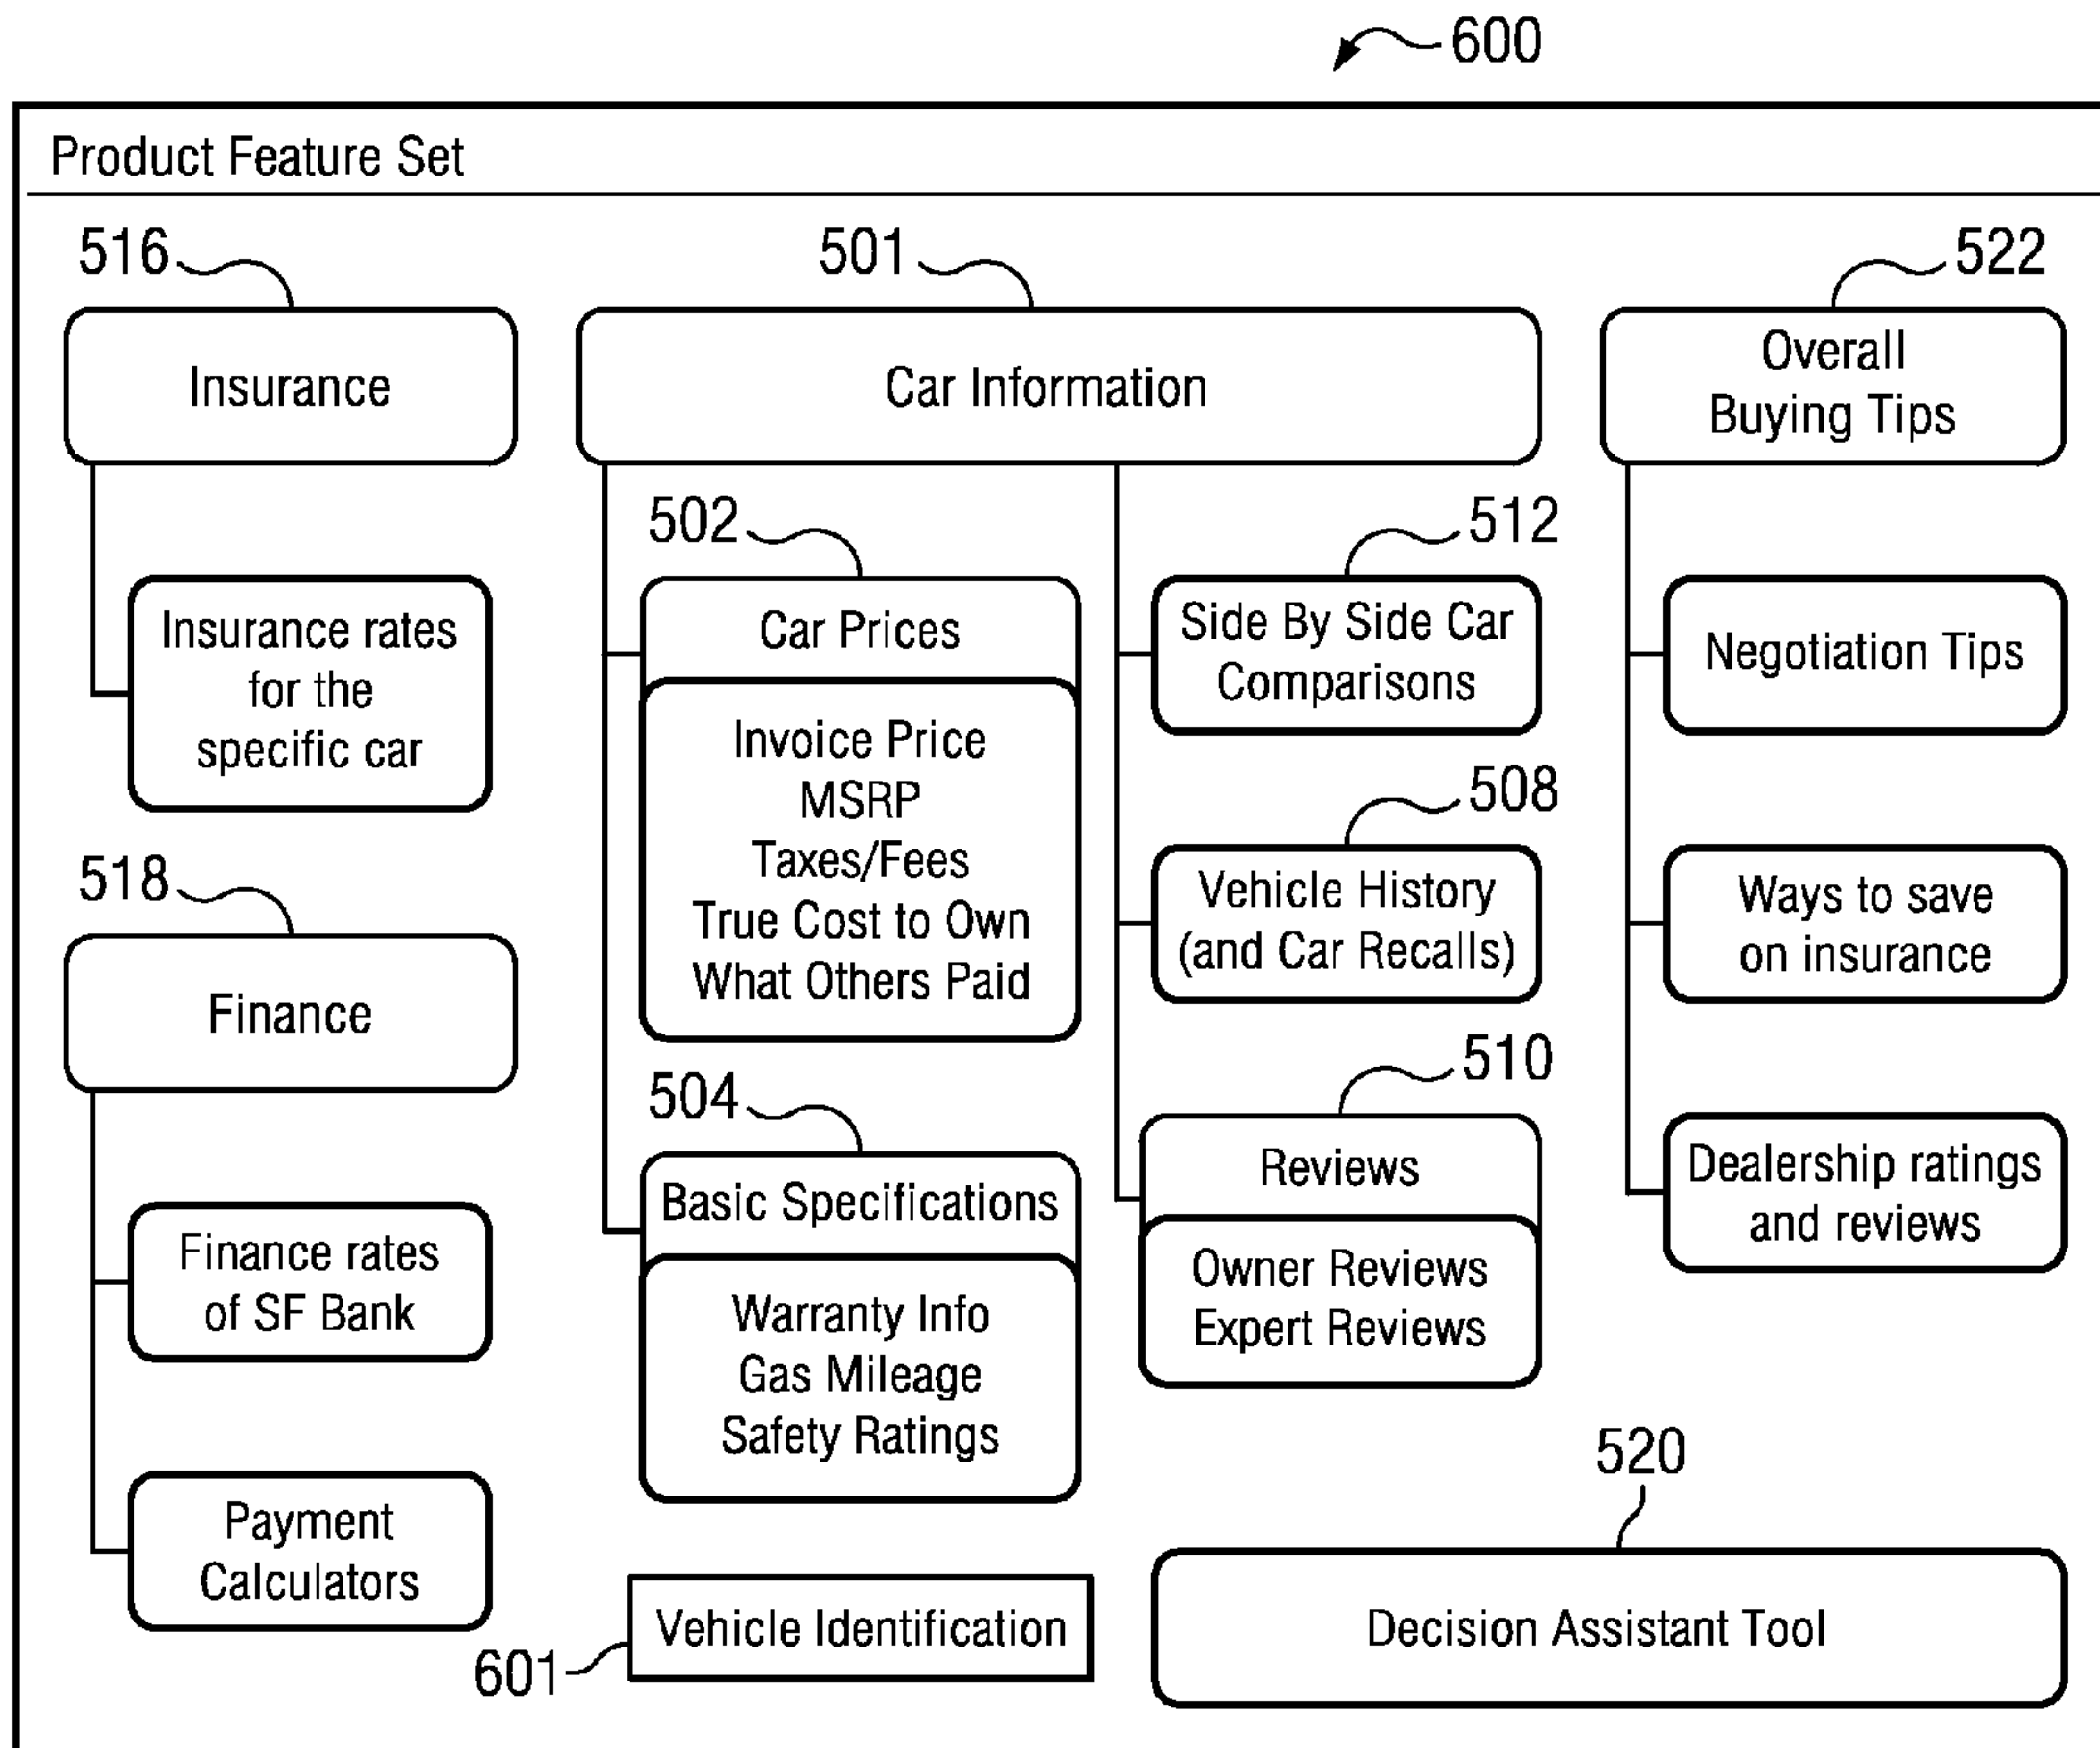 600
Product Feature Set
516
501
522
Insurance
Car Information
Overall
Buying Tips
502
512
Insurance rates
for the
specific car
Car Prices
Invoice Price
MSRP
Taxes/Fees
True Cost to Own
What Others Paid
Side By Side Car
Comparisons
Negotiation Tips
508
Vehicle History
(and Car Recalls)
Ways to save
on insurance
518
Finance
504
510
Basic Specifications
Warranty Info
Gas Mileage
Safety Ratings
Reviews
Owner Reviews
Expert Reviews
Dealership ratings
and reviews
Finance rates
of SF Bank
Payment
Calculators
520
Vehicle Identification
601
Decision Assistant Tool